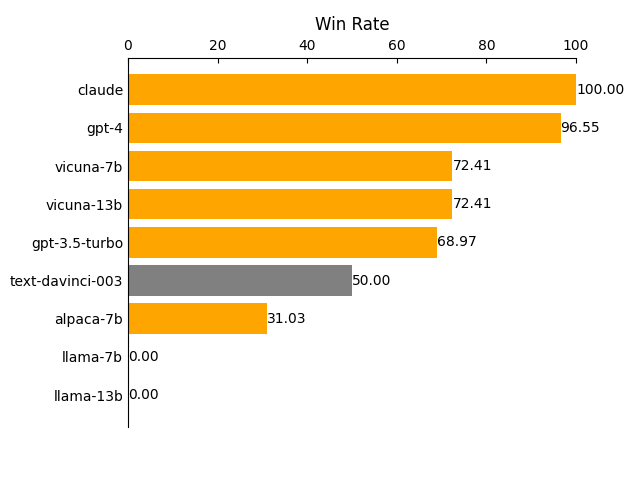 Win Rate
0 20 40 60 80 100
claude 100.00
gpt-4 96.55
vicuna-7b 72.41
vicuna-13b 72.41
gpt-3.5-turbo 68.97
text-davinci-003 50.00
alpaca-7b 31.03
llama-7b 0.00
llama-13b 0.00